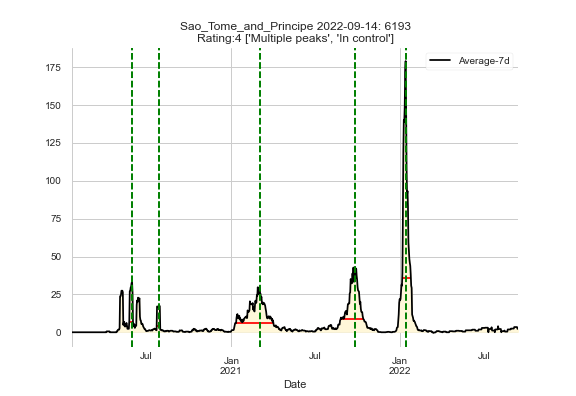 Sao_Tome_and_Principe 2022-09-14: 6193
Rating:4 ['Multiple peaks', 'In control']
Average-7d
175
150
125
100
75
50
25
0
Jul
Jan
2021
Jul
Jan
2022
Jul
Date